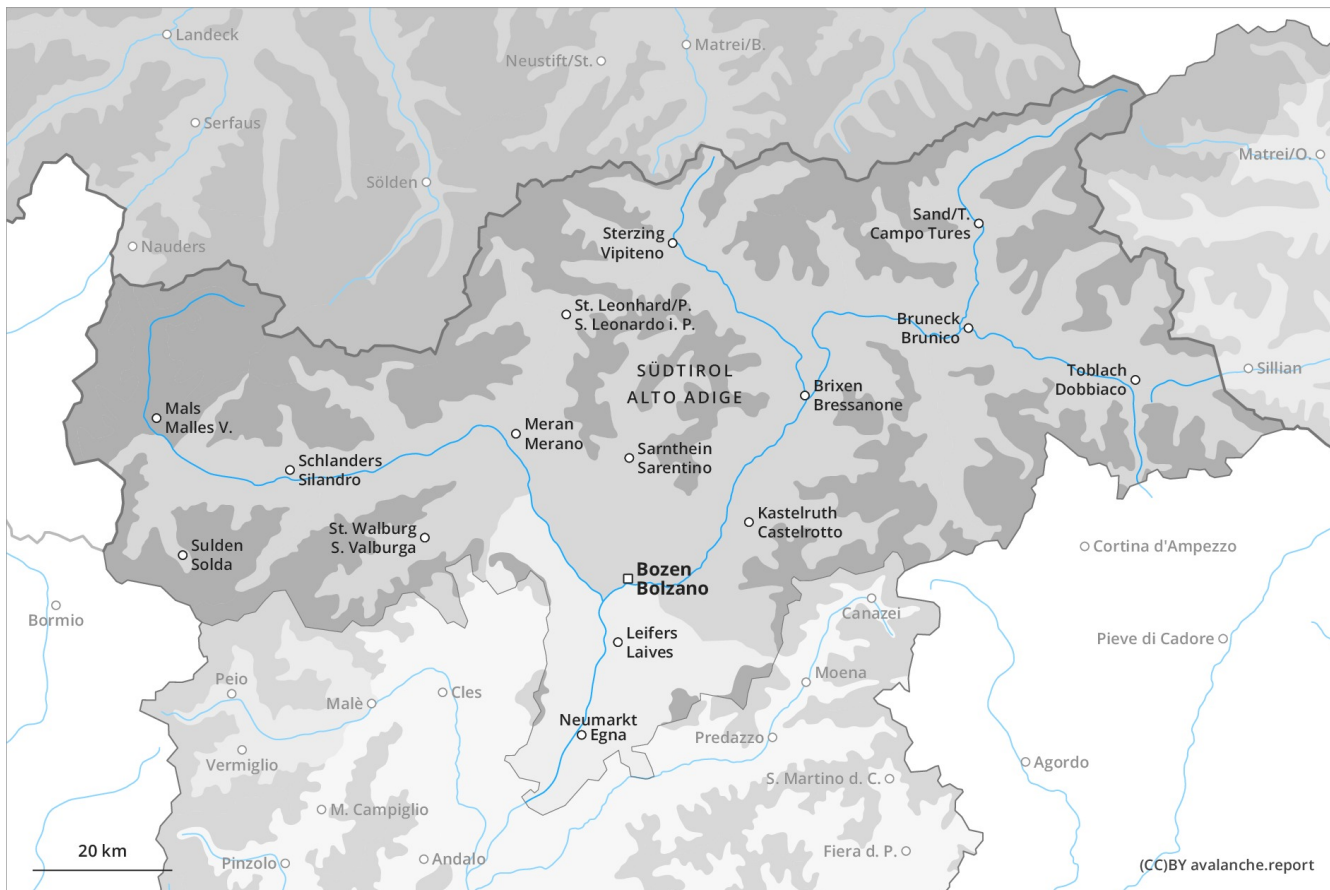 Landeck
Matrei/B.
Neustift/St.
Serfaus
Matrei/O.
Sölden
Sand/T.
Campo Tures
Sterzing
Vipiteno
Nauders
St. Leonhard/P.
S. Leonardo i. P.
Bruneck
Brunico
SÜDTIROL
ALTO ADIGE
Toblach
Dobbiaco
Sillian
Brixen
Bressanone
Mals
Malles V.
Meran
Merano
Schlanders
Silandro
Sarnthein
Sarentino
Kastelruth
Castelrotto
St. Walburg
S. Valburga
Sulden
Solda
Cortina d'Ampezzo
Bozen
Bolzano
Bormio
Canazei
Leifers
Laives
Pieve di Cadore
Peio
Moena
Malè
Cles
Neumarkt
Egna
Predazzo
Vermiglio
Agordo
S. Martino d. C.
M. Campiglio
20 km
Pinzolo
Andalo
Fiera d. P.
(CC)BY avalanche.report